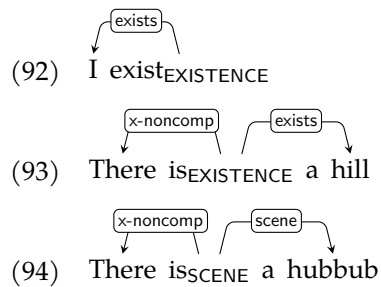 exists
(92) I existEXISTENCE
x-noncomp exists
(93) There isEXISTENCE a hill
x-noncomp scene
(94) There isSCENE a hubbub